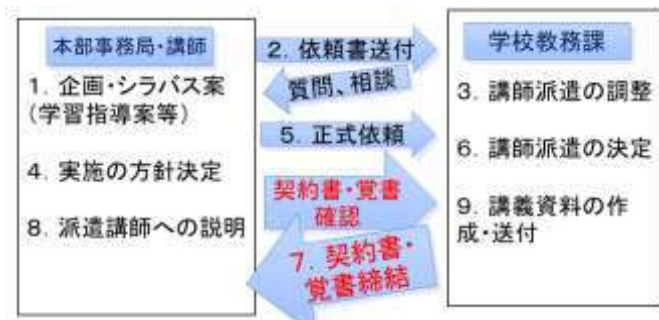 本部事務局・講師
1. 企画・シラバス案
(学習指導案等)
4. 実施の方針決定
8. 派遣講師への説明
2. 依頼書送付
質問、相談
5. 正式依頼
契約書・覚書
確認
7. 契約書・
覚書締結
学校教務課
3. 講師派遣の調整
6. 講師派遣の決定
9. 講義資料の作
成・送付